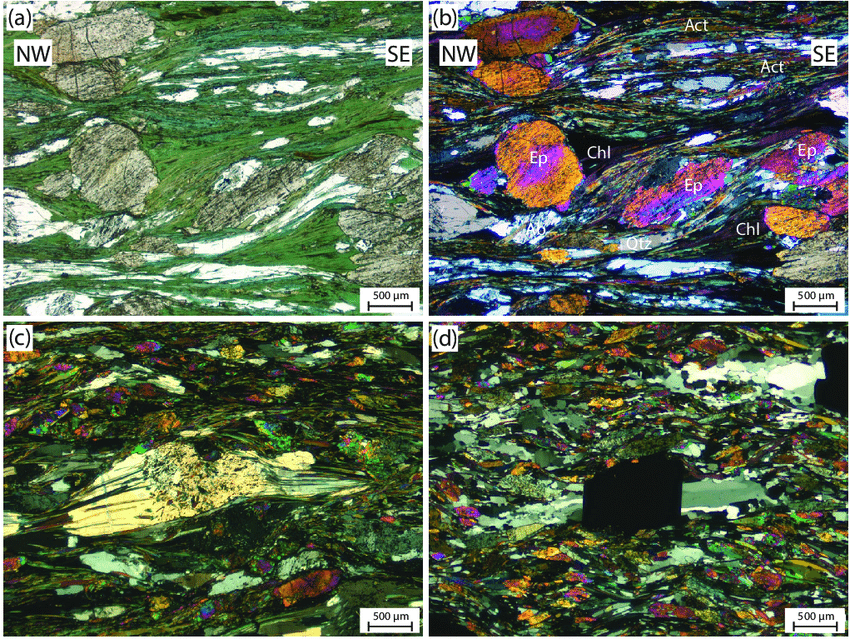 (a)
NW
SE
500 µm
(b)
NW
Act
SE
Act
Ep
Chl
Ep
Ep
Ab
Qtz
Chl
500 µm
(c)
500 µm
(d)
500 µm